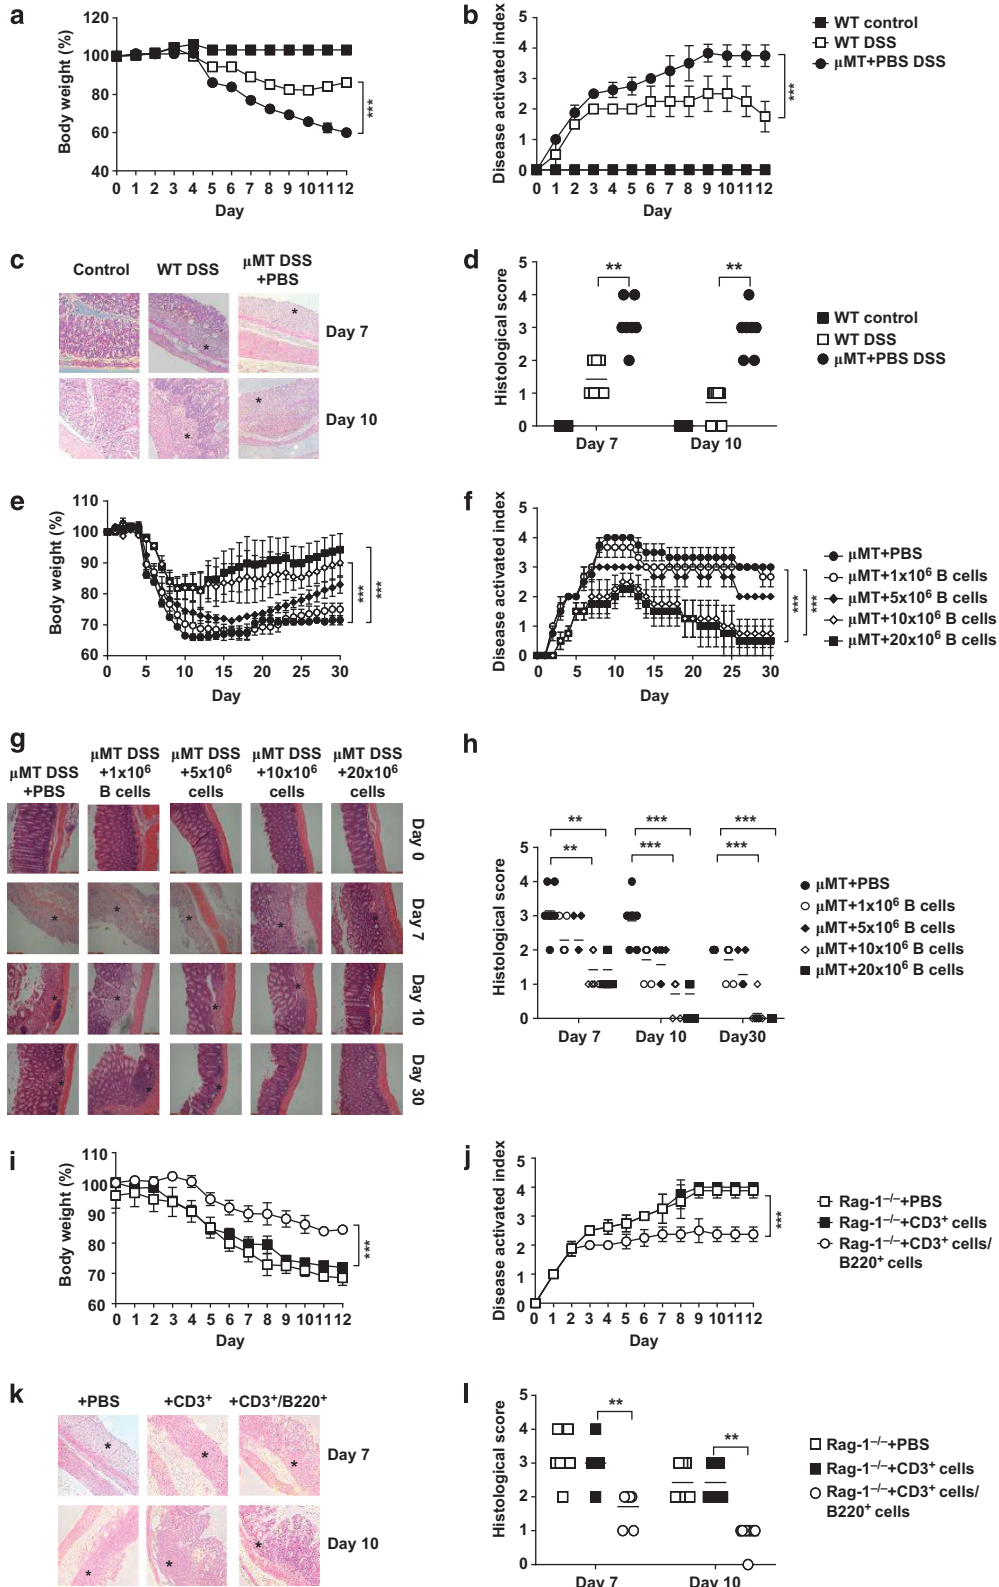 a
120
100
80
60
40
Body weight (%)
0 1 2 3 4 5 6 7 8 9 10 11 12
Day
***
b
5
4
3
2
1
0
Disease activated index
0 1 2 3 4 5 6 7 8 9 10 11 12
Day
***
WT control
WT DSS
µMT+PBS DSS
c
Control
WT DSS
µMT DSS
+PBS
Day 7
Day 10
* * * *
d
5
4
3
2
1
0
Histological score
** **
Day 7 Day 10
WT control
WT DSS
µMT+PBS DSS
e
110
100
90
80
70
60
Body weight (%)
0 5 10 15 20 25 30
Day
*** ***
f
5
4
3
2
1
0
Disease activated index
0 5 10 15 20 25 30
Day
*** ***
µMT+PBS
µMT+1x10⁶ B cells
µMT+5x10⁶ B cells
µMT+10x10⁶ B cells
µMT+20x10⁶ B cells
g
µMT DSS
+PBS
µMT DSS
+1x10⁶
B cells
µMT DSS
+5x10⁶
cells
µMT DSS
+10x10⁶
cells
µMT DSS
+20x10⁶
cells
Day 0
Day 7
Day 10
Day 30
h
5
4
3
2
1
0
Histological score
** *** ***
** *** ***
Day 7 Day 10 Day30
µMT+PBS
µMT+1x10⁶ B cells
µMT+5x10⁶ B cells
µMT+10x10⁶ B cells
µMT+20x10⁶ B cells
i
110
100
90
80
70
60
Body weight (%)
0 1 2 3 4 5 6 7 8 9 10 11 12
Day
***
j
5
4
3
2
1
0
Disease activated index
0 1 2 3 4 5 6 7 8 9 10 11 12
Day
***
Rag-1⁻/⁻+PBS
Rag-1⁻/⁻+CD3⁺ cells
Rag-1⁻/⁻+CD3⁺ cells/
B220⁺ cells
k
+PBS +CD3⁺ +CD3⁺/B220⁺
Day 7
Day 10
* * *
* * *
l
5
4
3
2
1
0
Histological score
** **
Day 7 Day 10
Rag-1⁻/⁻+PBS
Rag-1⁻/⁻+CD3⁺ cells
Rag-1⁻/⁻+CD3⁺ cells/
B220⁺ cells